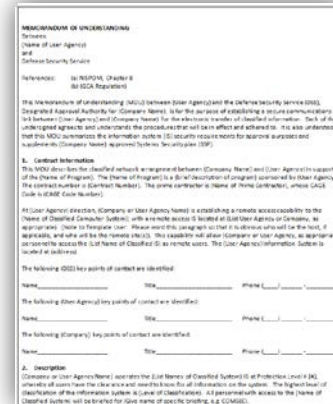 MEMORANDUM OF UNDERSTANDING
Between
(Name of User Agency)
and
Defense Security Service
References: (a) NISPOM, Chapter 8
(b) (GCA Regulation)
This Memorandum of Understanding (MOU) between (User Agency) and the Defense Security Service (DSS),
Designated Approval Authority for (Company Name), is for the purpose of establishing a secure communications
link between (User Agency) and (Company Name) for the electronic transfer of classified information. Each of the
undersigned agrees to and understands the procedures that will be in effect and adhered to. It is also understood
that this MOU summarizes the information system (IS) security requirements for approval purposes and
supplements (Company Name) approved Systems Security plan (SSP).
1. Contract Information
This MOU describes the classified network arrangement between (Company Name) and (User Agency) in support
of the (Name of Program). The (Name of Program) is a (brief description of program) sponsored by (User Agency).
The contract number is (Contract Number). The prime contractor is (Name of Prime Contractor), whose CAGE
Code is (CAGE Code Number).
At (User Agency) direction, (Company or User Agency Name) is establishing a remote access capability to the
(Name of Classified Computer System), with a remote access IS located at (List User Agency or Company, as
appropriate). (Note to Template User: Please word this paragraph so that it is obvious who will be the host, if
applicable, and who will be the remote site(s)). This capability will allow (Company or User Agency, as appropriate)
personnel to access the (List Name of Classified IS) as remote users. The (User Agency) Information System is
located at (address)
The following (DSS) key points of contact are identified:
Name Title Phone ( ) -
The following (User Agency) key points of contact are identified:
Name Title Phone ( ) -
The following (Company) key points of contact are identified:
Name Title Phone ( ) -
2. Description
(Company or User Agency Name) operates the (List Names of Classified System) IS at Protection Level # (#),
whereby all users have the clearance and need to know for all information on the system. The highest level of
classification of the Information System is (Level of Classification). All personnel with access to the (Name of
Classified System) will be briefed for (Give name of specific briefing, e.g. COMSEC).